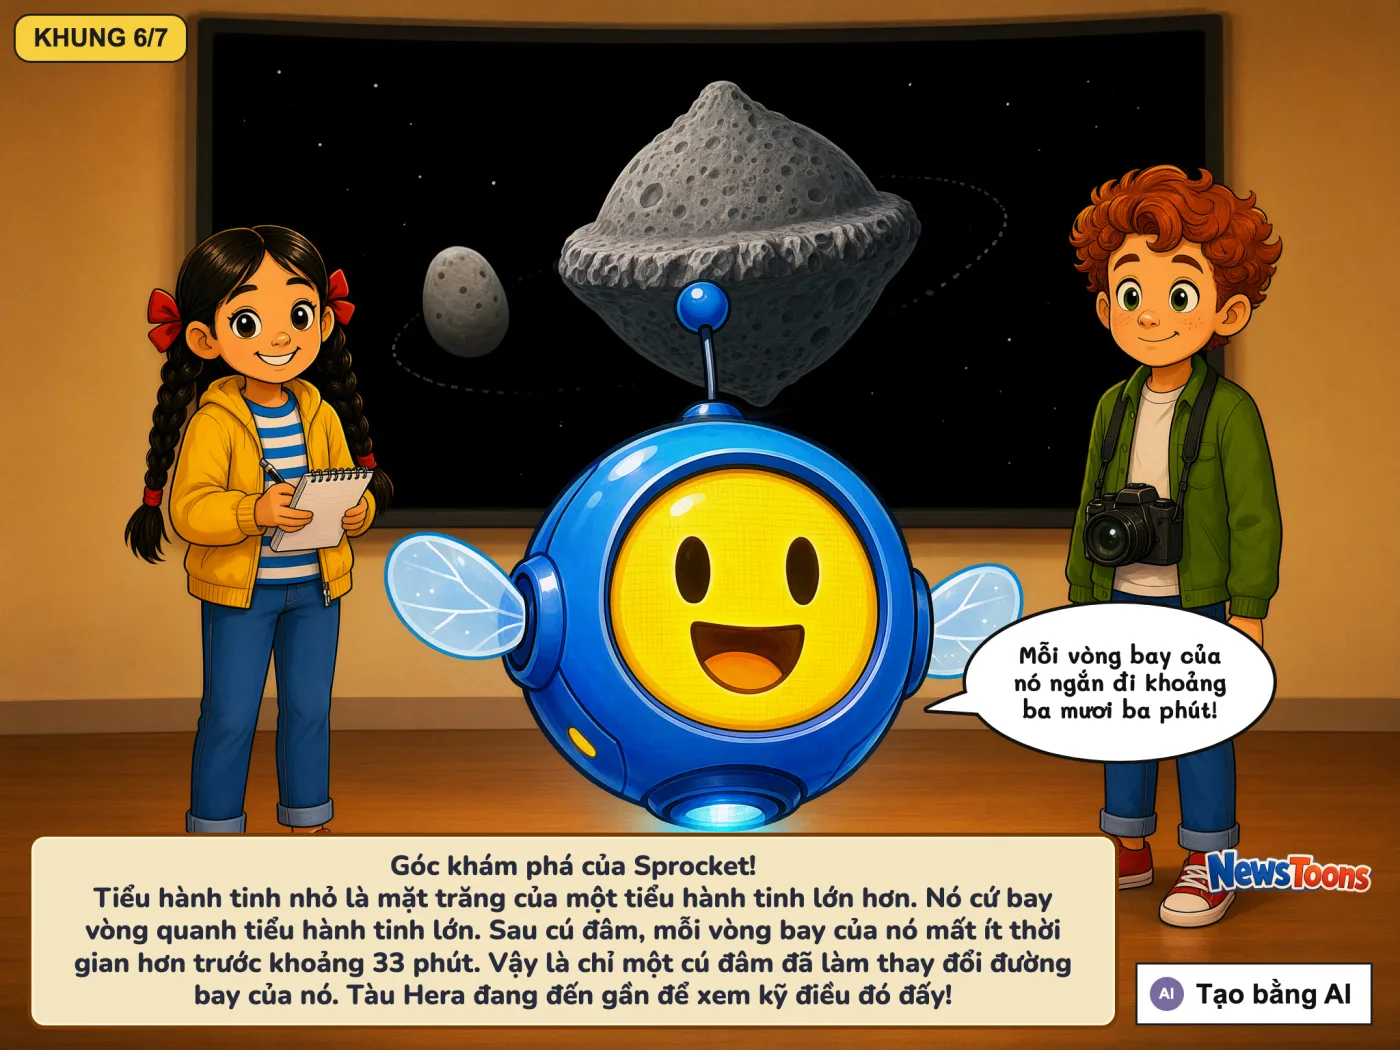 KHUNG 6/7
Mỗi vòng bay của
nó ngắn đi khoảng
ba mươi ba phút!
Góc khám phá của Sprocket!
Tiểu hành tinh nhỏ là mặt trăng của một tiểu hành tinh lớn hơn. Nó cứ bay
vòng quanh tiểu hành tinh lớn. Sau cú đâm, mỗi vòng bay của nó mất ít thời
gian hơn trước khoảng 33 phút. Vậy là chỉ một cú đâm đã làm thay đổi đường
bay của nó. Tàu Hera đang đến gần để xem kỹ điều đó đấy!
NewsToons
AI Tạo bằng AI